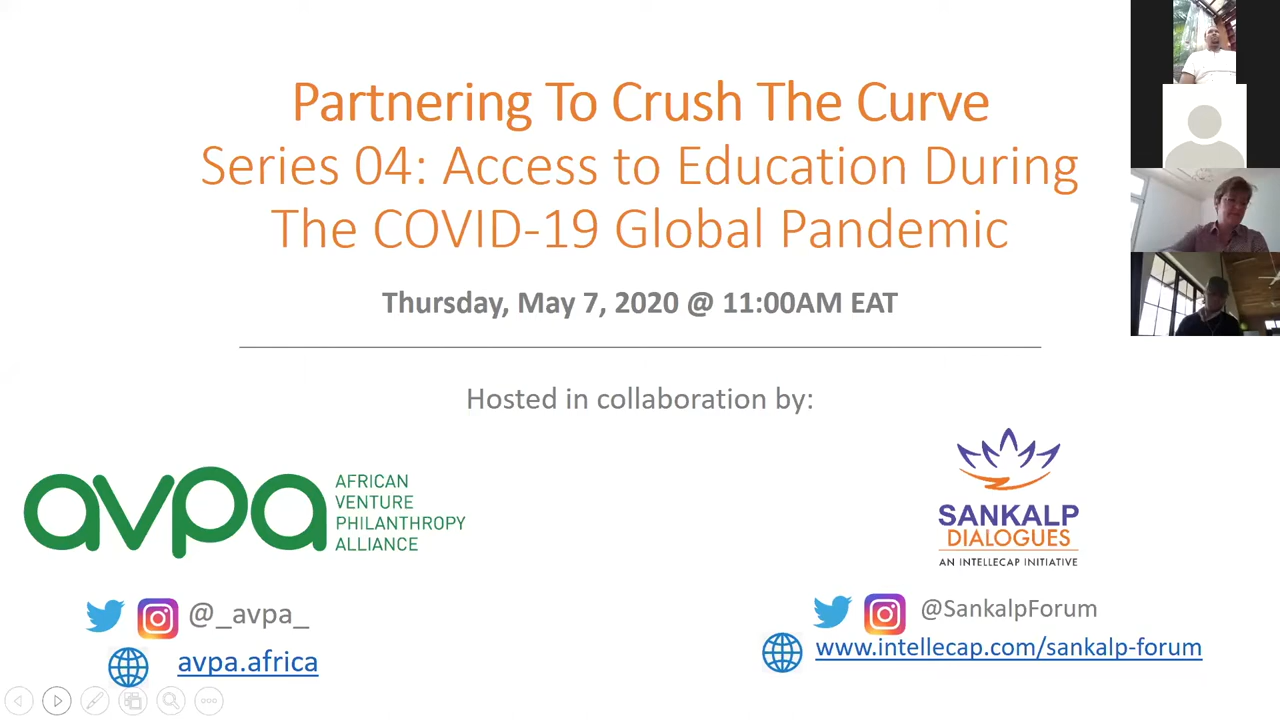 Partnering To Crush The Curve
Series 04: Access to Education During
The COVID-19 Global Pandemic
Thursday, May 7, 2020 @ 11:00AM EAT
Hosted in collaboration by:
avpa
AFRICAN
VENTURE
PHILANTHROPY
ALLIANCE
SANKALP
DIALOGUES
AN INTELLECAP INITIATIVE
@_avpa_
avpa.africa
@SankalpForum
www.intellecap.com/sankalp-forum